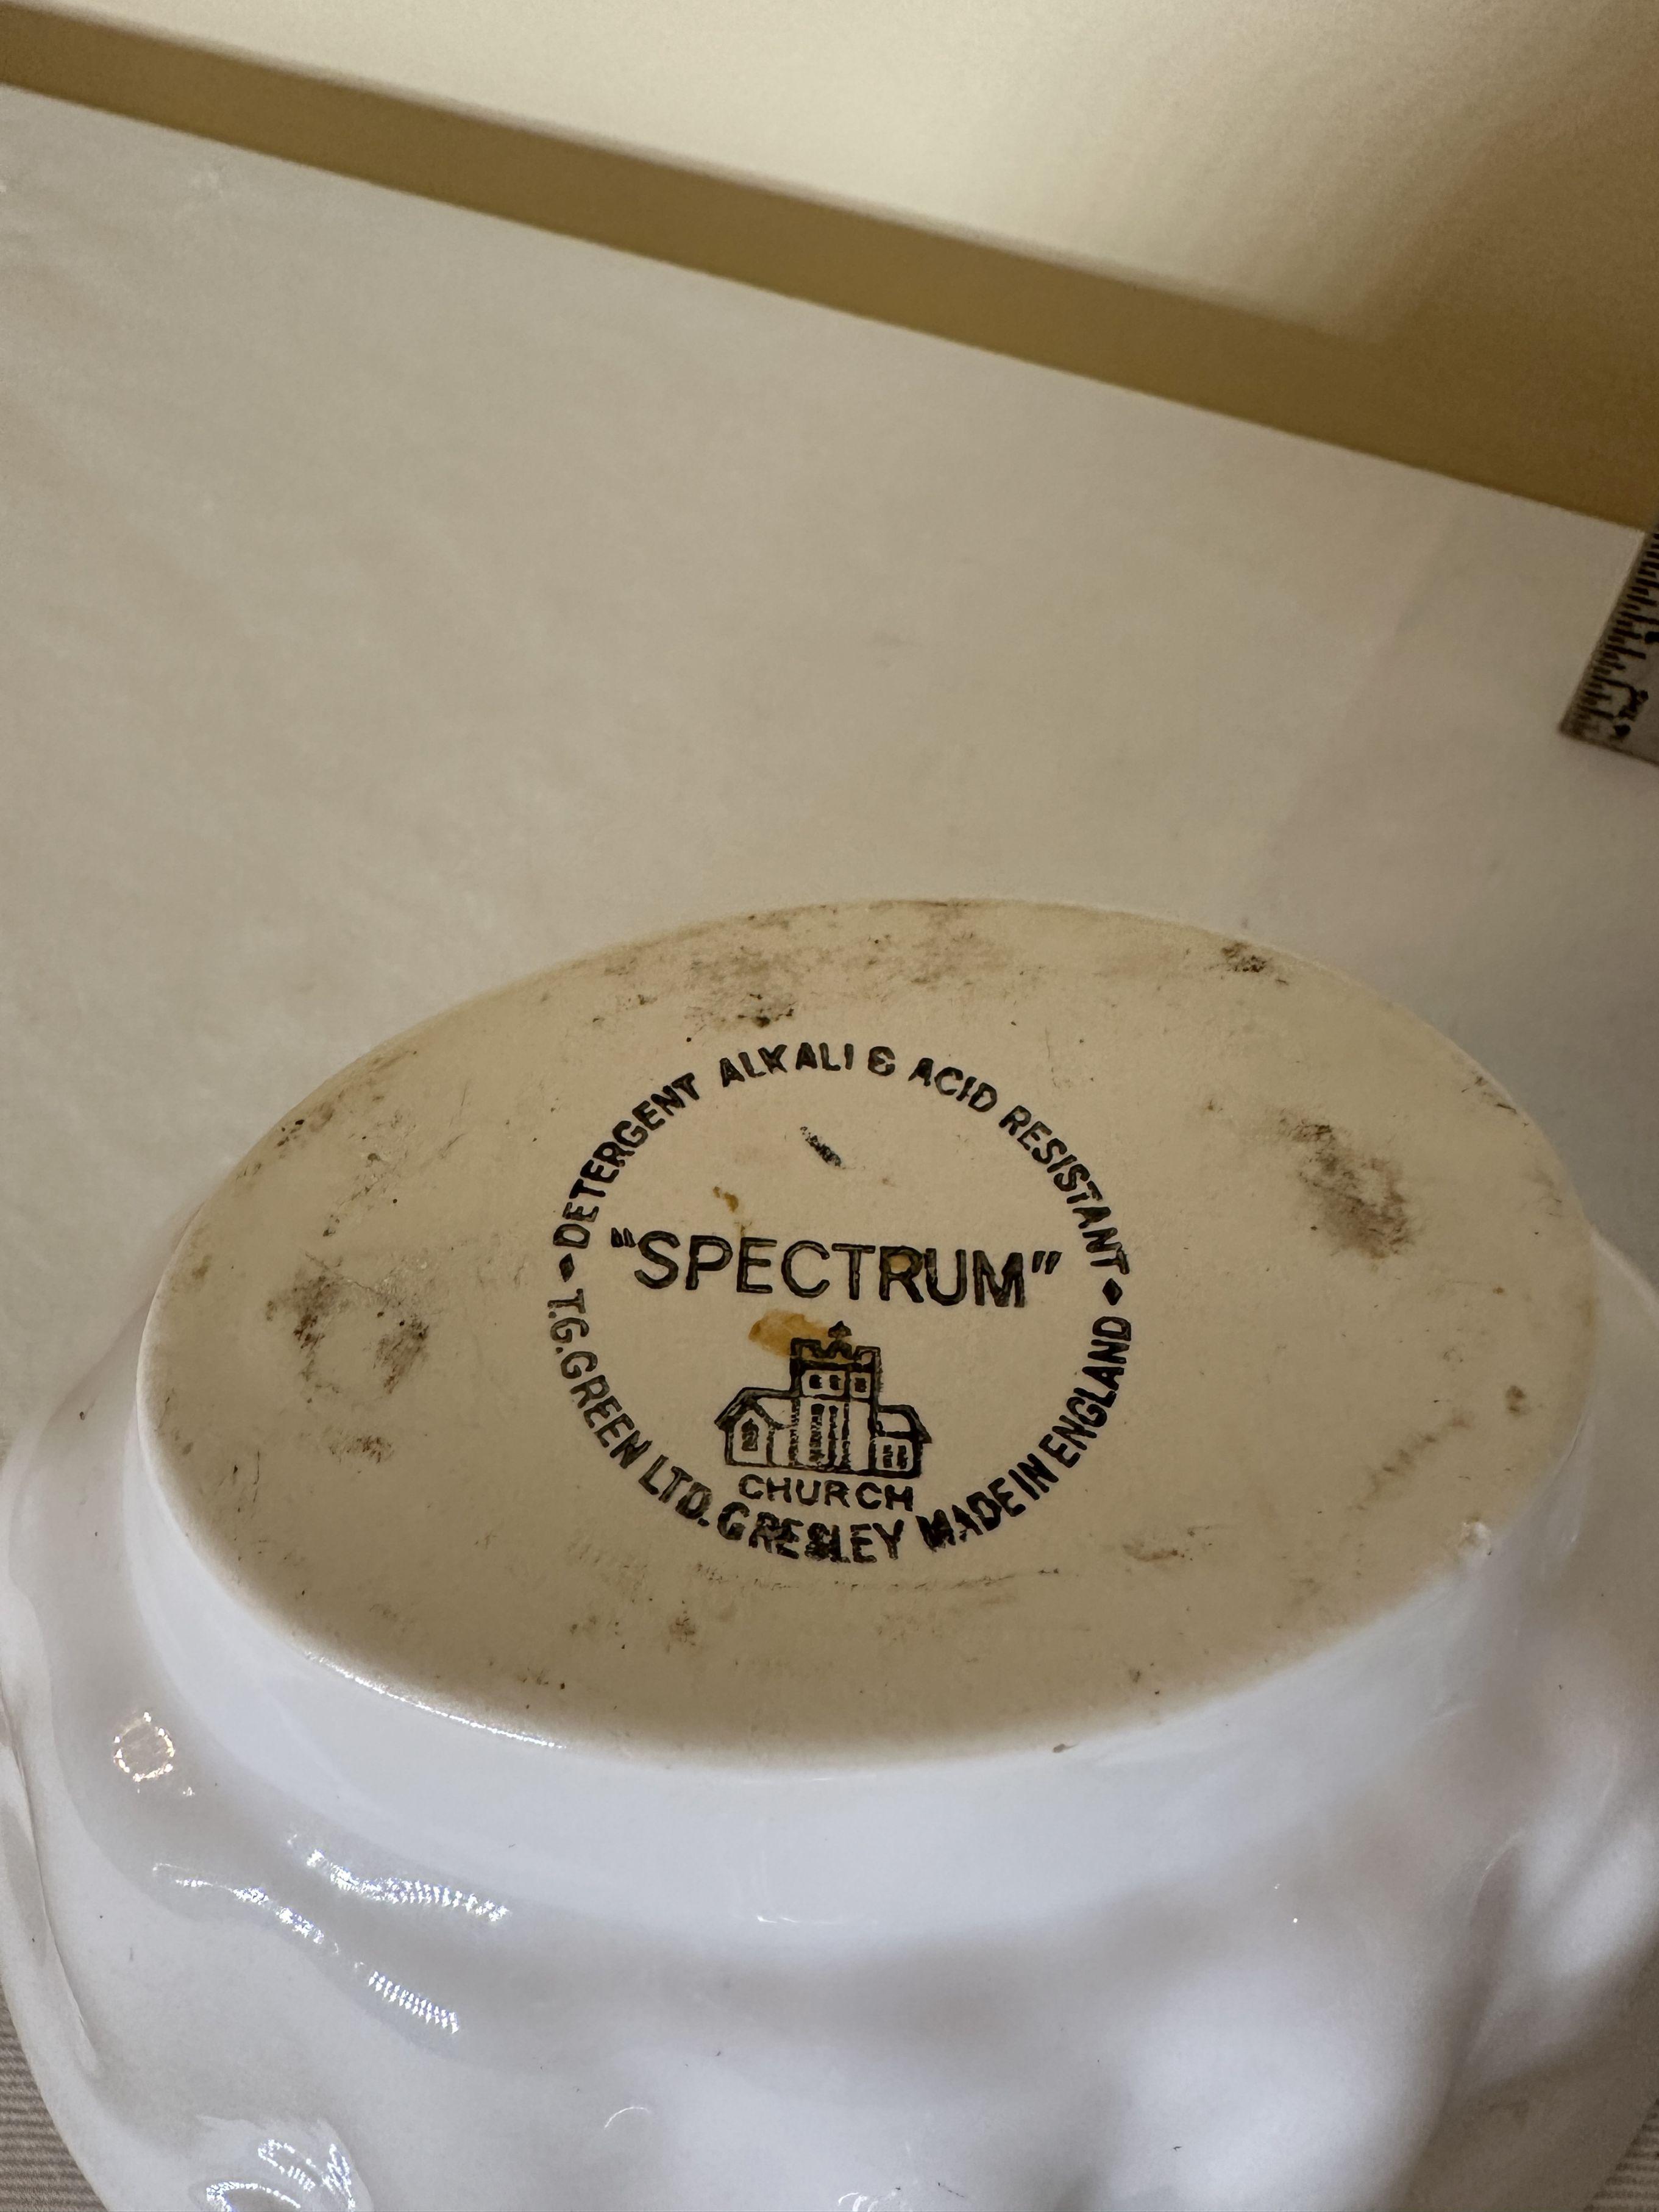 DETERGENT ALKALI & ACID RESISTANT
"SPECTRUM"
CHURCH
T.G.GREEN LTD. GRESLEY MADE IN ENGLAND